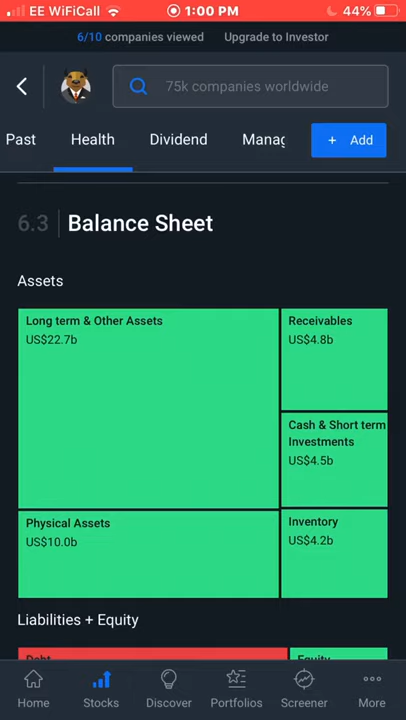 EE WiFiCall 1:00 PM 44%
6/10 companies viewed Upgrade to Investor
75k companies worldwide
Past Health Dividend Manag + Add
6.3 Balance Sheet
Assets
Long term & Other Assets
US$22.7b
Receivables
US$4.8b
Cash & Short term
Investments
US$4.5b
Physical Assets
US$10.0b
Inventory
US$4.2b
Liabilities + Equity
Debt Equity
Home Stocks Discover Portfolios Screener More